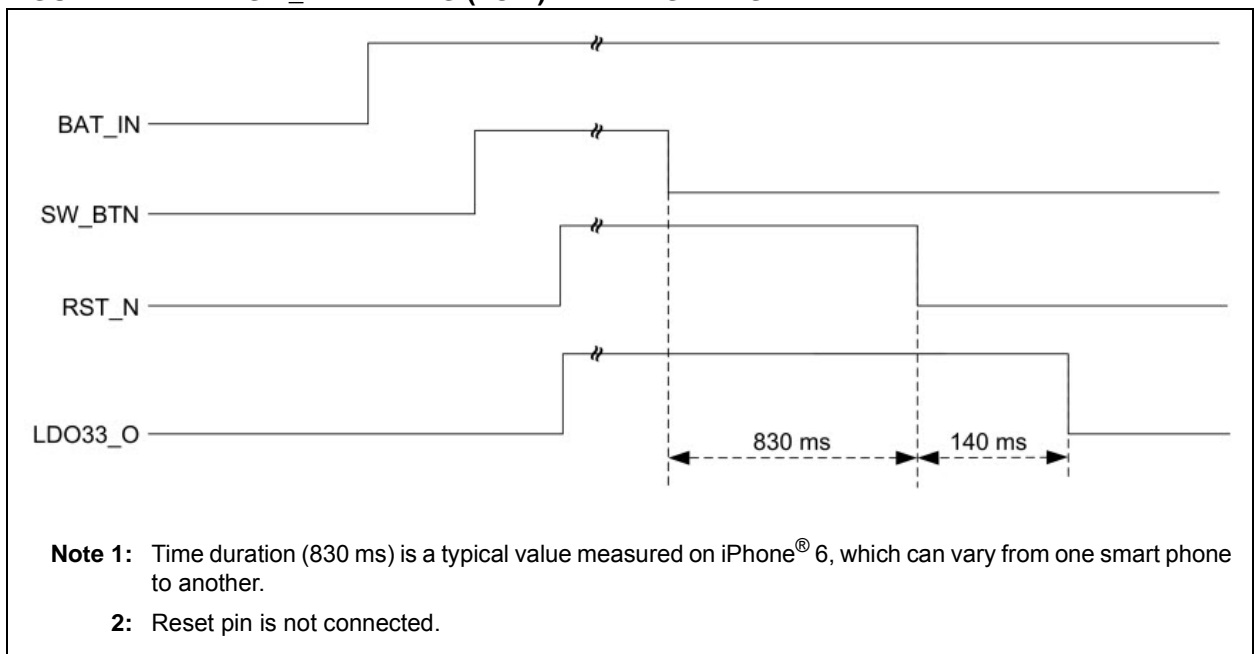 BAT_IN
SW_BTN
RST_N
LDO33_O
830 ms
140 ms
Note 1: Time duration (830 ms) is a typical value measured on iPhone® 6, which can vary from one smart phone
to another.
2: Reset pin is not connected.